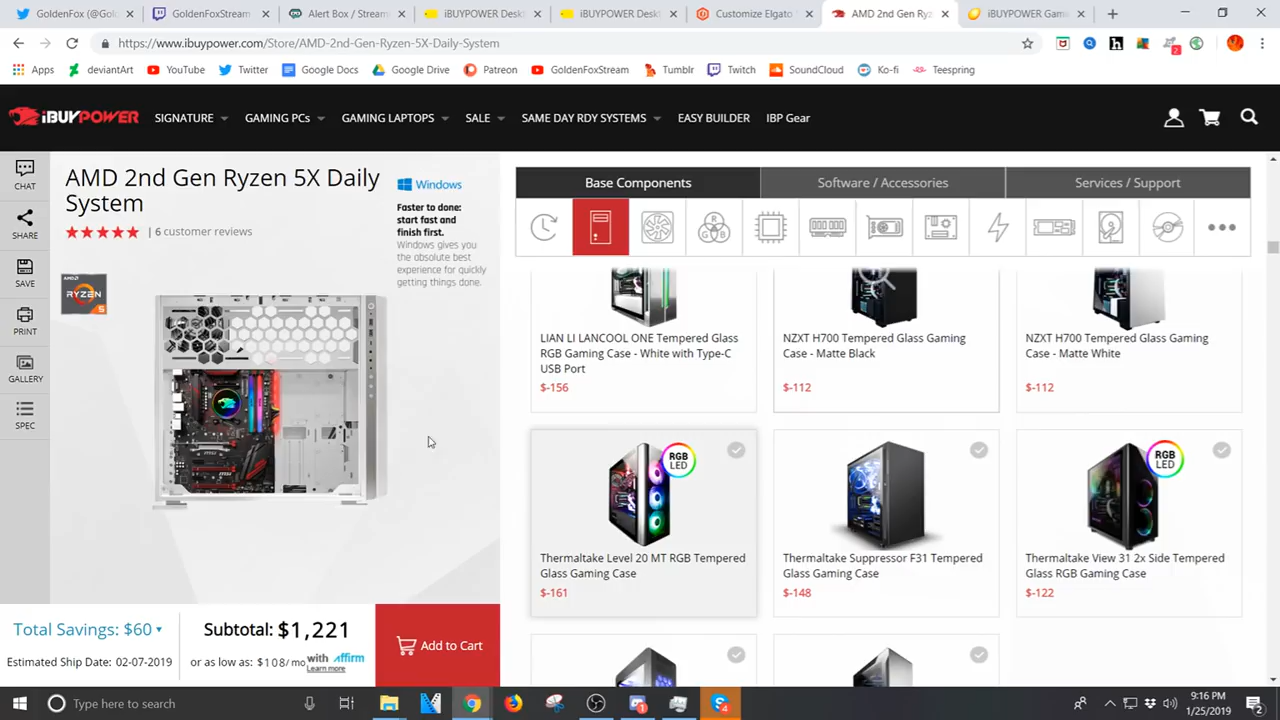 GoldenFox (@Gol
GoldenFoxStream
Alert Box / Stream
iBUYPOWER Desk
iBUYPOWER Desk
Customize Elgato
AMD 2nd Gen Ryz
iBUYPOWER Gam
https://www.ibuypower.com/Store/AMD-2nd-Gen-Ryzen-5X-Daily-System
Apps
deviantArt
YouTube
Twitter
Google Docs
Google Drive
Patreon
GoldenFoxStream
Tumblr
Twitch
SoundCloud
Ko-fi
Teespring
iBUYPOWER
SIGNATURE
GAMING PCs
GAMING LAPTOPS
SALE
SAME DAY RDY SYSTEMS
EASY BUILDER
IBP Gear
CHAT
SHARE
SAVE
PRINT
GALLERY
SPEC
AMD 2nd Gen Ryzen 5X Daily
System
| 6 customer reviews
Windows
Faster to done:
start fast and
finish first.
Windows gives you
the absolute best
experience for quickly
getting things done.
AMD
RYZEN
5
Base Components
Software / Accessories
Services / Support
RGB
LIAN LI LANCOOL ONE Tempered Glass
RGB Gaming Case - White with Type-C
USB Port
$-156
NZXT H700 Tempered Glass Gaming
Case - Matte Black
$-112
NZXT H700 Tempered Glass Gaming
Case - Matte White
$-112
RGB
LED
Thermaltake Level 20 MT RGB Tempered
Glass Gaming Case
$-161
Thermaltake Suppressor F31 Tempered
Glass Gaming Case
$-148
RGB
LED
Thermaltake View 31 2x Side Tempered
Glass RGB Gaming Case
$-122
Total Savings: $60
Estimated Ship Date: 02-07-2019
Subtotal: $1,221
or as low as: $108/mo
with affirm
Learn more
Add to Cart
Type here to search
9:16 PM
1/25/2019